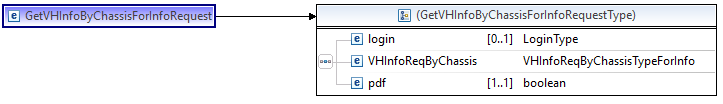 GetVHInfoByChassisForInfoRequest
(GetVHInfoByChassisForInfoRequestType)
login [0..1] LoginType
VHInfoReqByChassis VHInfoReqByChassisTypeForInfo
pdf [1..1] boolean